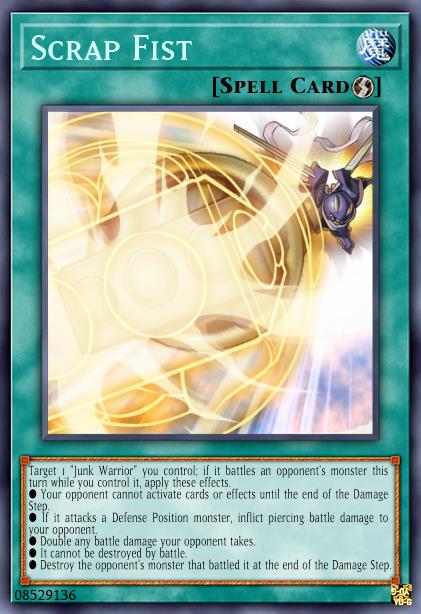 Scrap Fist
[Spell Card]
Target 1 "Junk Warrior" you control; if it battles an opponent's monster this
turn while you control it, apply these effects.
● Your opponent cannot activate cards or effects until the end of the Damage
Step.
● If it attacks a Defense Position monster, inflict piercing battle damage to
your opponent.
● Double any battle damage your opponent takes.
● It cannot be destroyed by battle.
● Destroy the opponent's monster that battled it at the end of the Damage Step.
08529136